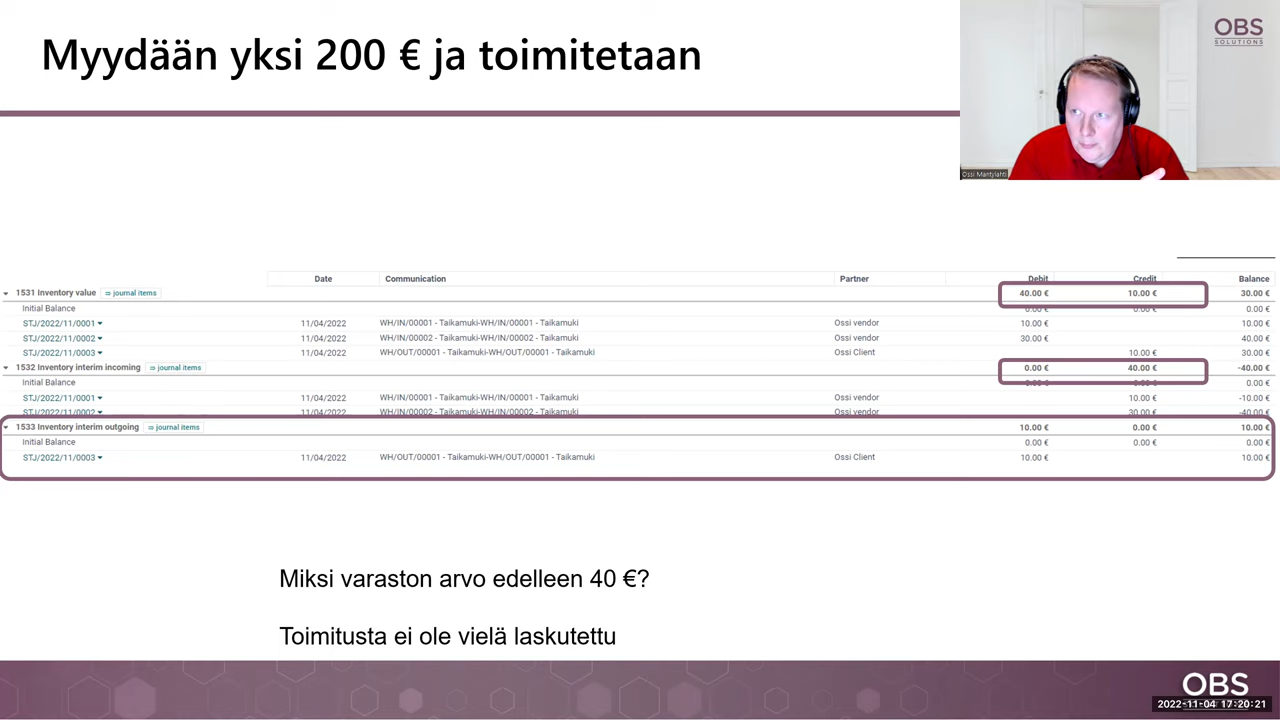 Myydään yksi 200 € ja toimitetaan
OBS
SOLUTIONS
Ossi Mäntylahti
Date Communication Partner Debit Credit Balance
1531 Inventory value journal items 40.00 € 10.00 € 30.00 €
Initial Balance 0.00 € 0.00 € 0.00 €
STJ/2022/11/0001 11/04/2022 WH/IN/00001 - Taikamuki-WH/IN/00001 - Taikamuki Ossi vendor 10.00 € 10.00 €
STJ/2022/11/0002 11/04/2022 WH/IN/00002 - Taikamuki-WH/IN/00002 - Taikamuki Ossi vendor 30.00 € 40.00 €
STJ/2022/11/0003 11/04/2022 WH/OUT/00001 - Taikamuki-WH/OUT/00001 - Taikamuki Ossi Client 10.00 € 30.00 €
1532 Inventory interim incoming journal items 0.00 € 40.00 € -40.00 €
Initial Balance 0.00 € 0.00 € 0.00 €
STJ/2022/11/0001 11/04/2022 WH/IN/00001 - Taikamuki-WH/IN/00001 - Taikamuki Ossi vendor 10.00 € -10.00 €
STJ/2022/11/0002 11/04/2022 WH/IN/00002 - Taikamuki-WH/IN/00002 - Taikamuki Ossi vendor 30.00 € -40.00 €
1533 Inventory interim outgoing journal items 10.00 € 0.00 € 10.00 €
Initial Balance 0.00 € 0.00 € 0.00 €
STJ/2022/11/0003 11/04/2022 WH/OUT/00001 - Taikamuki-WH/OUT/00001 - Taikamuki Ossi Client 10.00 € 10.00 €
Miksi varaston arvo edelleen 40 €?
Toimitusta ei ole vielä laskutettu
OBS
2022-11-04 17:20:21